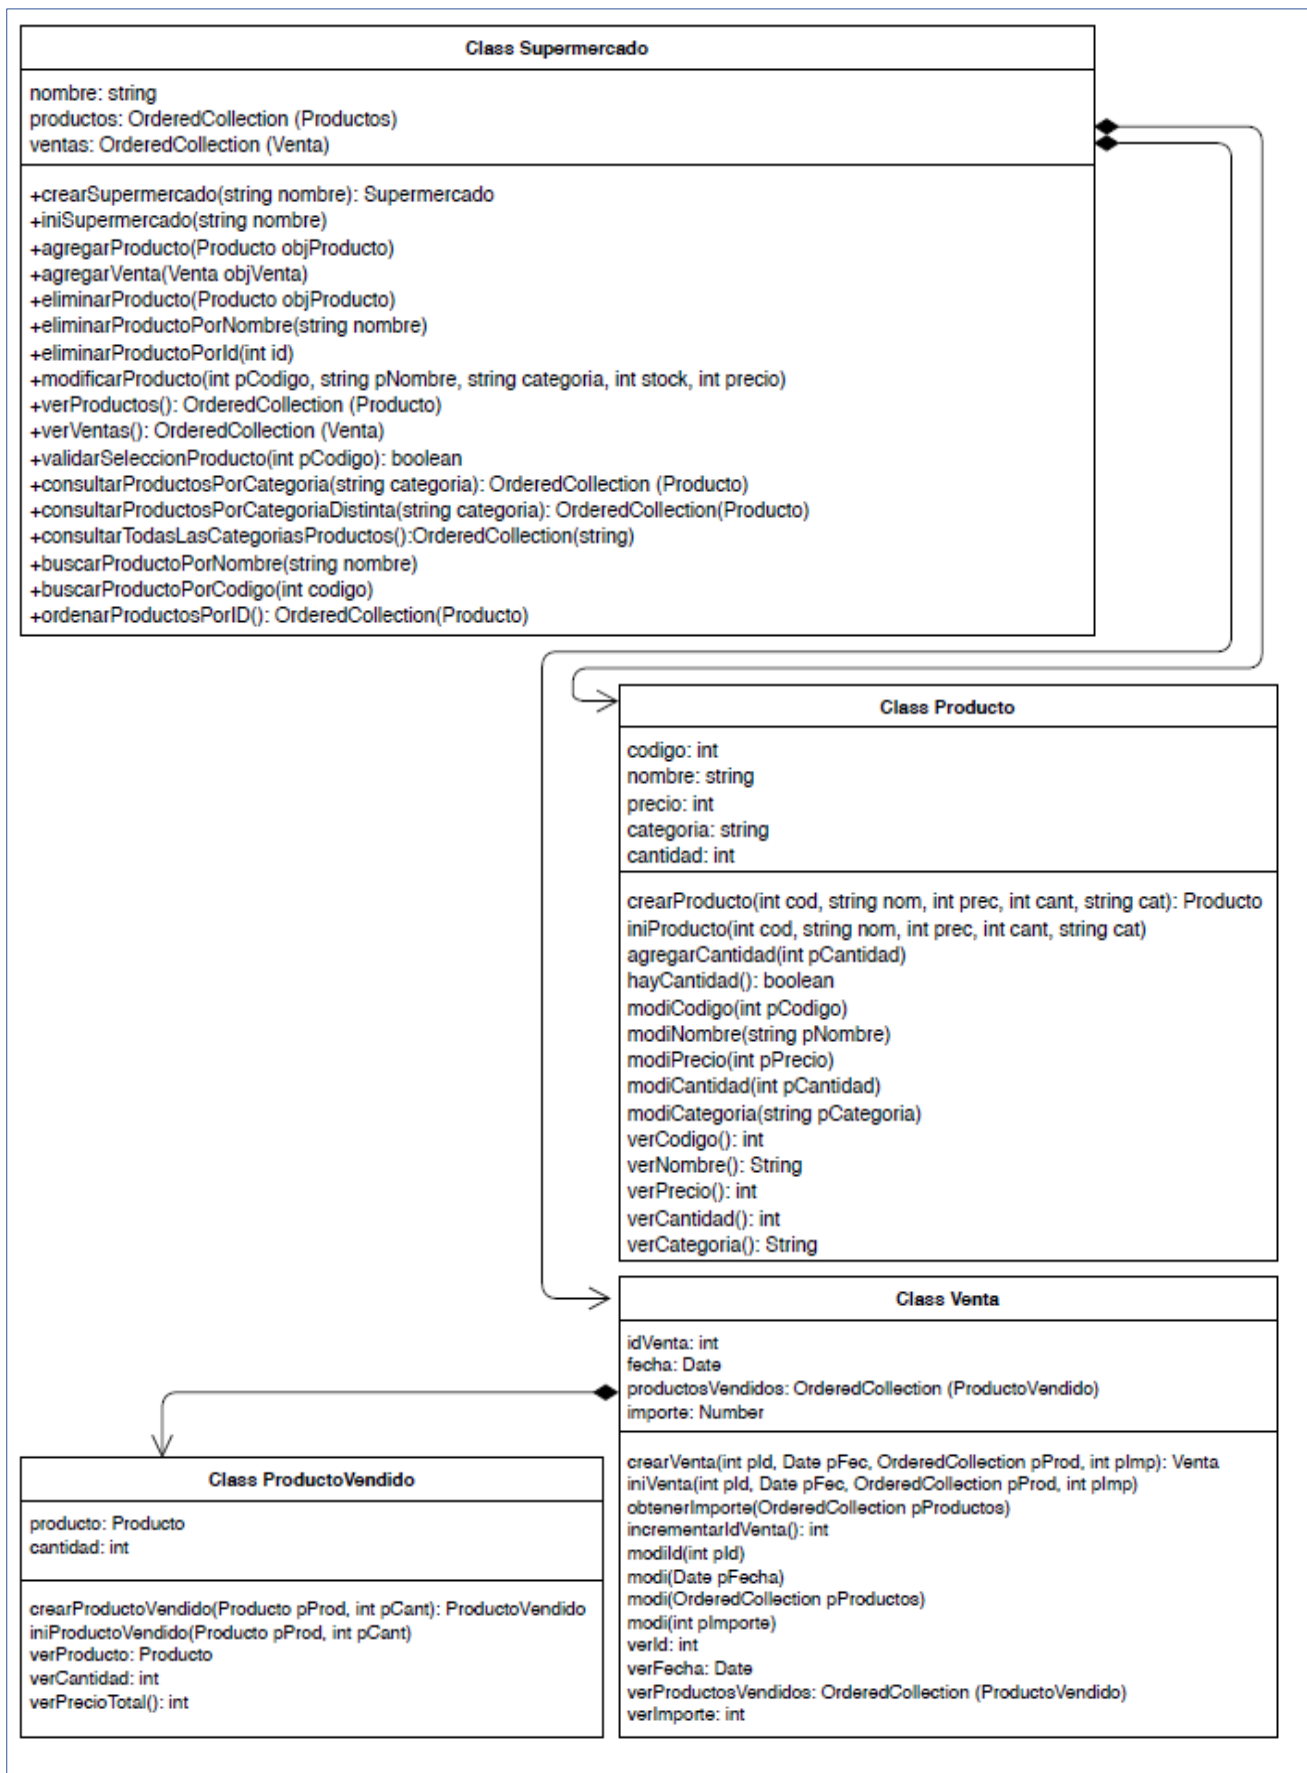 Class Supermercado
nombre: string
productos: OrderedCollection (Productos)
ventas: OrderedCollection (Venta)
+crearSupermercado(string nombre): Supermercado
+iniSupermercado(string nombre)
+agregarProducto(Producto objProducto)
+agregarVenta(Venta objVenta)
+eliminarProducto(Producto objProducto)
+eliminarProductoPorNombre(string nombre)
+eliminarProductoPorId(int id)
+modificarProducto(int pCodigo, string pNombre, string categoria, int stock, int precio)
+verProductos(): OrderedCollection (Producto)
+verVentas(): OrderedCollection (Venta)
+validarSeleccionProducto(int pCodigo): boolean
+consultarProductosPorCategoria(string categoria): OrderedCollection (Producto)
+consultarProductosPorCategoriaDistinta(string categoria): OrderedCollection(Producto)
+consultarTodasLasCategoriasProductos():OrderedCollection(string)
+buscarProductoPorNombre(string nombre)
+buscarProductoPorCodigo(int codigo)
+ordenarProductosPorID(): OrderedCollection(Producto)
Class Producto
codigo: int
nombre: string
precio: int
categoria: string
cantidad: int
crearProducto(int cod, string nom, int prec, int cant, string cat): Producto
iniProducto(int cod, string nom, int prec, int cant, string cat)
agregarCantidad(int pCantidad)
hayCantidad(): boolean
modiCodigo(int pCodigo)
modiNombre(string pNombre)
modiPrecio(int pPrecio)
modiCantidad(int pCantidad)
modiCategoria(string pCategoria)
verCodigo(): int
verNombre(): String
verPrecio(): int
verCantidad(): int
verCategoria(): String
Class Venta
idVenta: int
fecha: Date
productosVendidos: OrderedCollection (ProductoVendido)
importe: Number
crearVenta(int pId, Date pFec, OrderedCollection pProd, int pImp): Venta
iniVenta(int pId, Date pFec, OrderedCollection pProd, int pImp)
obtenerImporte(OrderedCollection pProductos)
incrementarIdVenta(): int
modiId(int pId)
modi(Date pFecha)
modi(OrderedCollection pProductos)
modi(int pImporte)
verId: int
verFecha: Date
verProductosVendidos: OrderedCollection (ProductoVendido)
verImporte: int
Class ProductoVendido
producto: Producto
cantidad: int
crearProductoVendido(Producto pProd, int pCant): ProductoVendido
iniProductoVendido(Producto pProd, int pCant)
verProducto: Producto
verCantidad: int
verPrecioTotal(): int